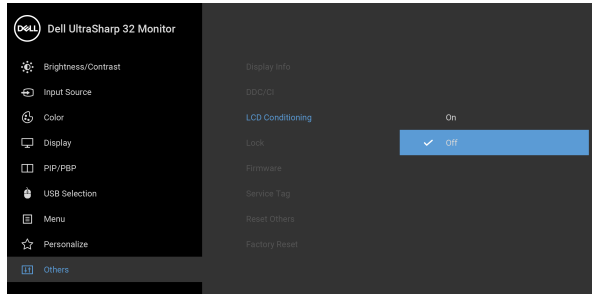 DELL
Dell UltraSharp 32 Monitor
Brightness/Contrast
Input Source
Color
Display
PIP/PBP
USB Selection
Menu
Personalize
Others
Display Info
DDC/CI
LCD Conditioning
Lock
Firmware
Service Tag
Reset Others
Factory Reset
On
Off